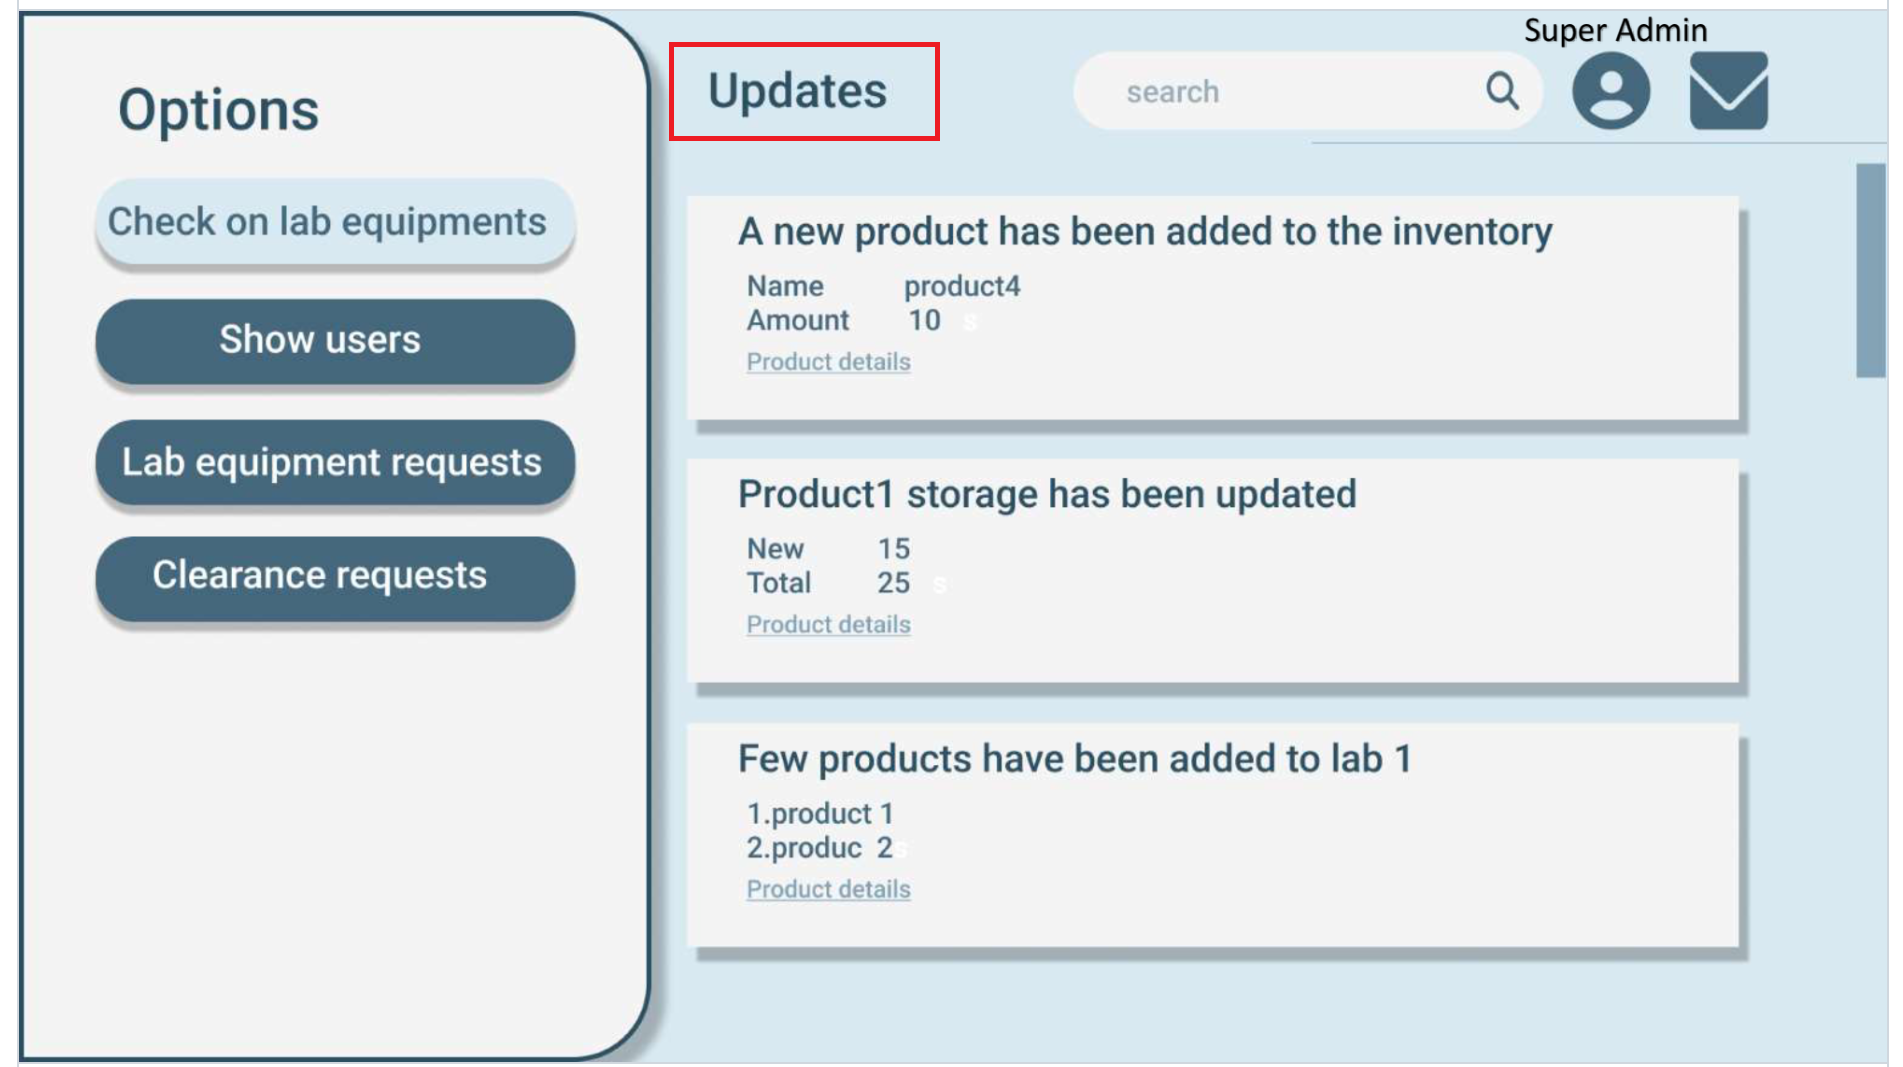 Super Admin
Options
Updates
search
Check on lab equipments
Show users
Lab equipment requests
Clearance requests
A new product has been added to the inventory
Name product4
Amount 10 s
Product details
Product1 storage has been updated
New 15
Total 25 s
Product details
Few products have been added to lab 1
1.product 1
2.produc 2s
Product details